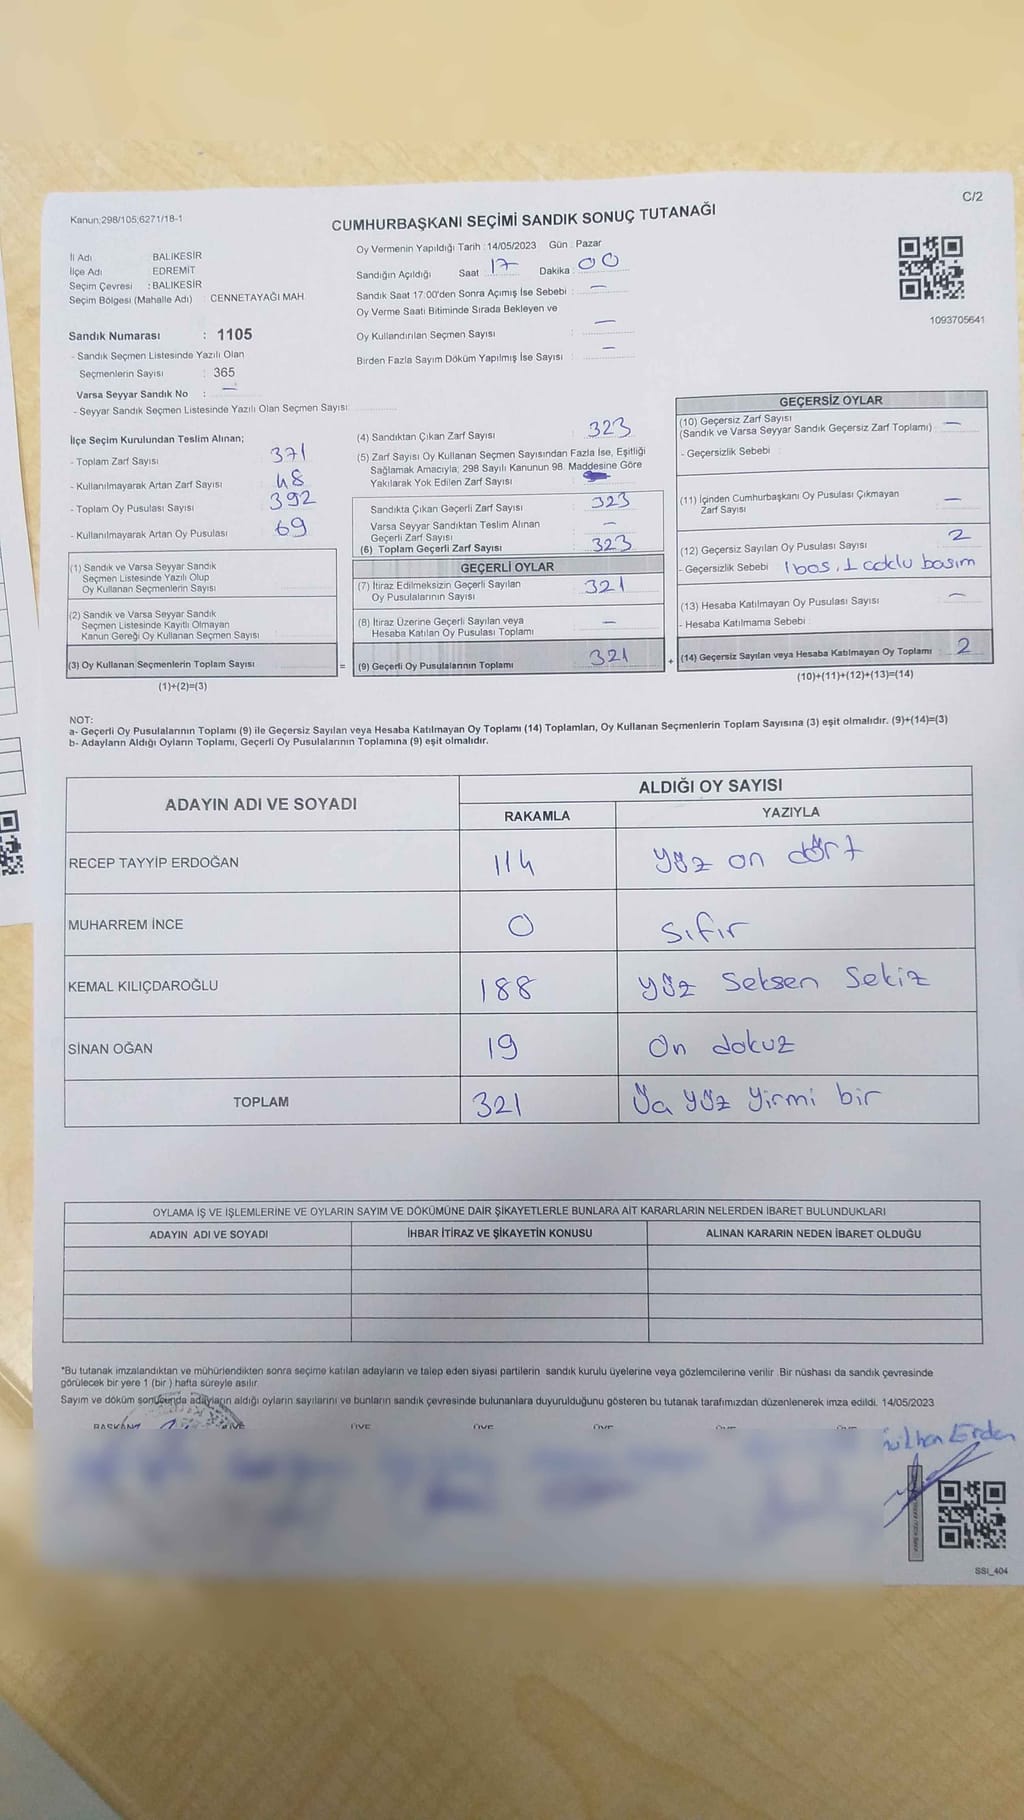 Kanun;298/105;6271/18-1
C/2
CUMHURBAŞKANI SEÇİMİ SANDIK SONUÇ TUTANAĞI
İl Adı BALIKESİR
İlçe Adı EDREMİT
Seçim Çevresi : BALIKESİR
Seçim Bölgesi (Mahalle Adı) : CENNETAYAĞI MAH.
Sandık Numarası : 1105
- Sandık Seçmen Listesinde Yazılı Olan
Seçmenlerin Sayısı : 365
Varsa Seyyar Sandık No : —
- Seyyar Sandık Seçmen Listesinde Yazılı Olan Seçmen Sayısı:
Oy Vermenin Yapıldığı Tarih : 14/05/2023 Gün : Pazar
Sandığın Açıldığı Saat 17 Dakika : 00
Sandık Saat 17:00'den Sonra Açılmış İse Sebebi : —
Oy Verme Saati Bitiminde Sırada Bekleyen ve
Oy Kullandırılan Seçmen Sayısı : —
Birden Fazla Sayım Döküm Yapılmış İse Sayısı : —
1093705641
İlçe Seçim Kurulundan Teslim Alınan;
- Toplam Zarf Sayısı 371
- Kullanılmayarak Artan Zarf Sayısı 48
- Toplam Oy Pusulası Sayısı 392
- Kullanılmayarak Artan Oy Pusulası 69
(1) Sandık ve Varsa Seyyar Sandık
Seçmen Listesinde Yazılı Olup
Oy Kullanan Seçmenlerin Sayısı
(2) Sandık ve Varsa Seyyar Sandık
Seçmen Listesinde Kayıtlı Olmayan
Kanun Gereği Oy Kullanan Seçmen Sayısı
(3) Oy Kullanan Seçmenlerin Toplam Sayısı
(1)+(2)=(3)
(4) Sandıktan Çıkan Zarf Sayısı : 323
(5) Zarf Sayısı Oy Kullanan Seçmen Sayısından Fazla İse, Eşitliği
Sağlamak Amacıyla; 298 Sayılı Kanunun 98. Maddesine Göre
Yakılarak Yok Edilen Zarf Sayısı
Sandıkta Çıkan Geçerli Zarf Sayısı : 323
Varsa Seyyar Sandıktan Teslim Alınan
Geçerli Zarf Sayısı —
(6) Toplam Geçerli Zarf Sayısı : 323
GEÇERLİ OYLAR
(7) İtiraz Edilmeksizin Geçerli Sayılan
Oy Pusulalarının Sayısı 321
(8) İtiraz Üzerine Geçerli Sayılan veya
Hesaba Katılan Oy Pusulası Toplamı —
=
(9) Geçerli Oy Pusulalarının Toplamı 321
+
GEÇERSİZ OYLAR
(10) Geçersiz Zarf Sayısı
(Sandık ve Varsa Seyyar Sandık Geçersiz Zarf Toplamı) : —
- Geçersizlik Sebebi :
(11) İçinden Cumhurbaşkanı Oy Pusulası Çıkmayan
Zarf Sayısı —
(12) Geçersiz Sayılan Oy Pusulası Sayısı 2
- Geçersizlik Sebebi 1 boş, 1 çoklu basım
(13) Hesaba Katılmayan Oy Pusulası Sayısı : —
- Hesaba Katılmama Sebebi :
(14) Geçersiz Sayılan veya Hesaba Katılmayan Oy Toplamı : 2
(10)+(11)+(12)+(13)=(14)
NOT:
a- Geçerli Oy Pusulalarının Toplamı (9) ile Geçersiz Sayılan veya Hesaba Katılmayan Oy Toplamı (14) Toplamları, Oy Kullanan Seçmenlerin Toplam Sayısına (3) eşit olmalıdır. (9)+(14)=(3)
b- Adayların Aldığı Oyların Toplamı, Geçerli Oy Pusulalarının Toplamına (9) eşit olmalıdır.
ADAYIN ADI VE SOYADI ALDIĞI OY SAYISI
RAKAMLA YAZIYLA
RECEP TAYYİP ERDOĞAN 114 yüz on dört
MUHARREM İNCE 0 sıfır
KEMAL KILIÇDAROĞLU 188 yüz seksen sekiz
SİNAN OĞAN 19 On dokuz
TOPLAM 321 Üç yüz yirmi bir
OYLAMA İŞ VE İŞLEMLERİNE VE OYLARIN SAYIM VE DÖKÜMÜNE DAİR ŞİKAYETLERLE BUNLARA AİT KARARLARIN NELERDEN İBARET BULUNDUKLARI
ADAYIN ADI VE SOYADI İHBAR İTİRAZ VE ŞİKAYETİN KONUSU ALINAN KARARIN NEDEN İBARET OLDUĞU
*Bu tutanak imzalandıktan ve mühürlendikten sonra seçime katılan adayların ve talep eden siyasi partilerin sandık kurulu üyelerine veya gözlemcilerine verilir. Bir nüshası da sandık çevresinde
görülecek bir yere 1 (bir ) hafta süreyle asılır.
Sayım ve döküm sonucunda adayların aldığı oyların sayılarını ve bunların sandık çevresinde bulunanlara duyurulduğunu gösteren bu tutanak tarafımızdan düzenlenerek imza edildi. 14/05/2023
BAŞKAN ÜYE ÜYE ÜYE ÜYE ÜYE ÜYE
Erden
SSI_404